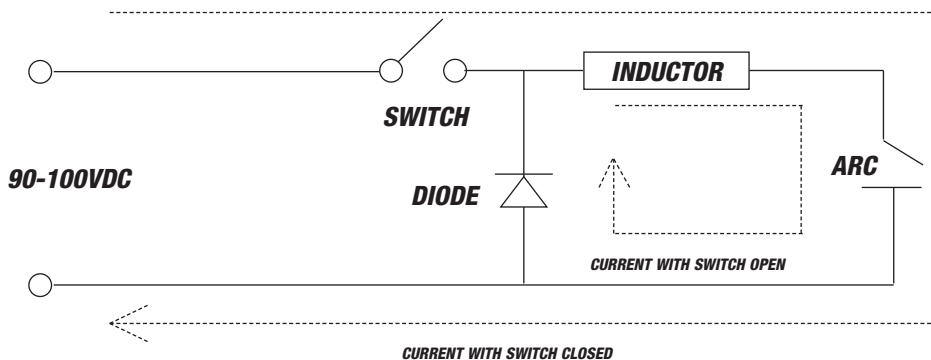 INDUCTOR
SWITCH
ARC
90-100VDC
DIODE
CURRENT WITH SWITCH OPEN
CURRENT WITH SWITCH CLOSED